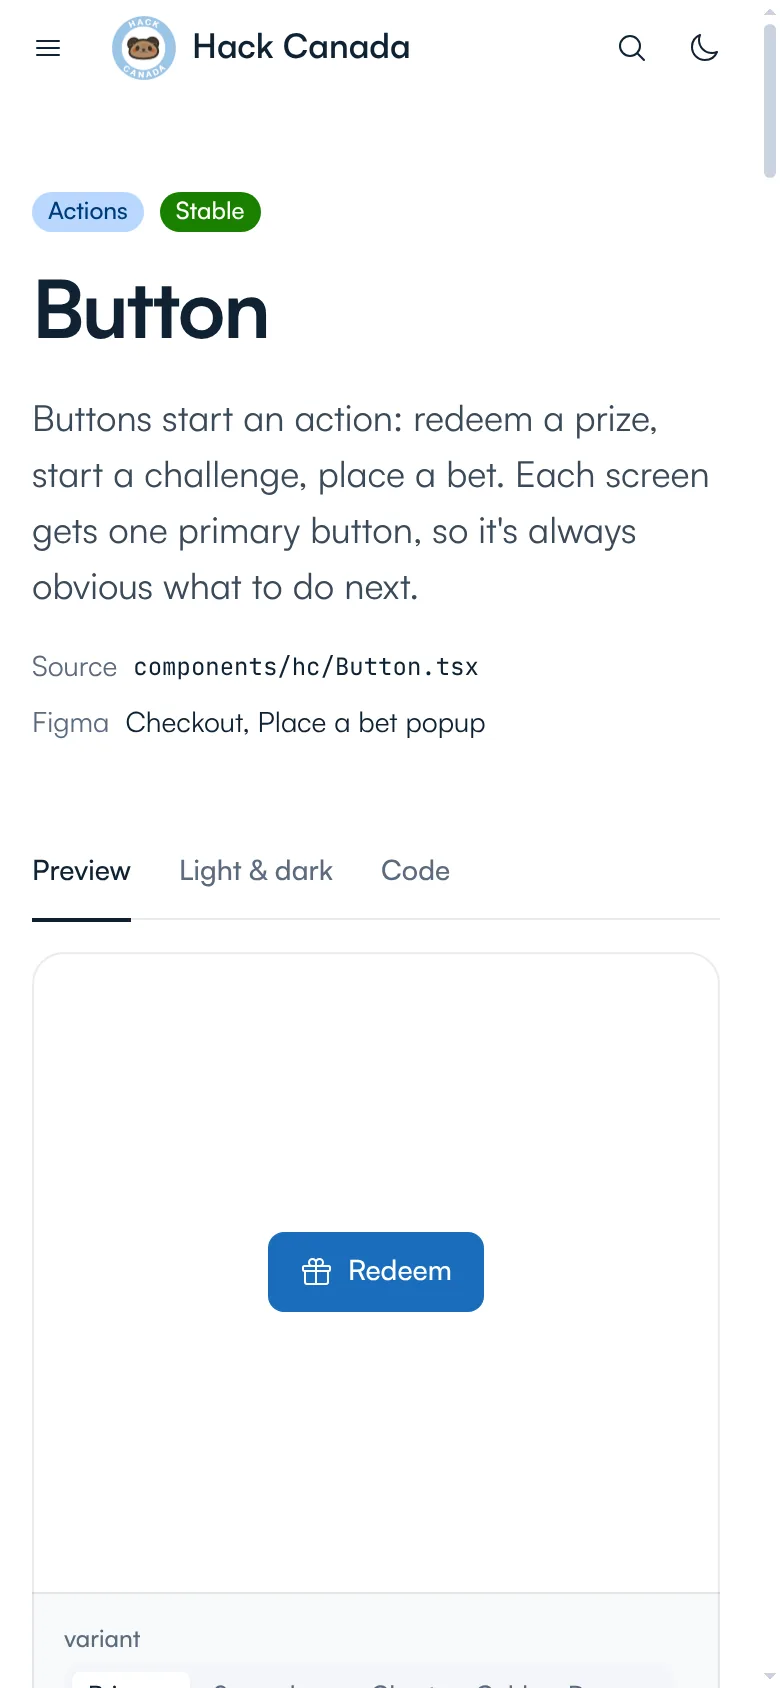 HACK
CANADA
Hack Canada
Actions
Stable
Button
Buttons start an action: redeem a prize,
start a challenge, place a bet. Each screen
gets one primary button, so it's always
obvious what to do next.
Source components/hc/Button.tsx
Figma Checkout, Place a bet popup
Preview
Light & dark
Code
Redeem
variant